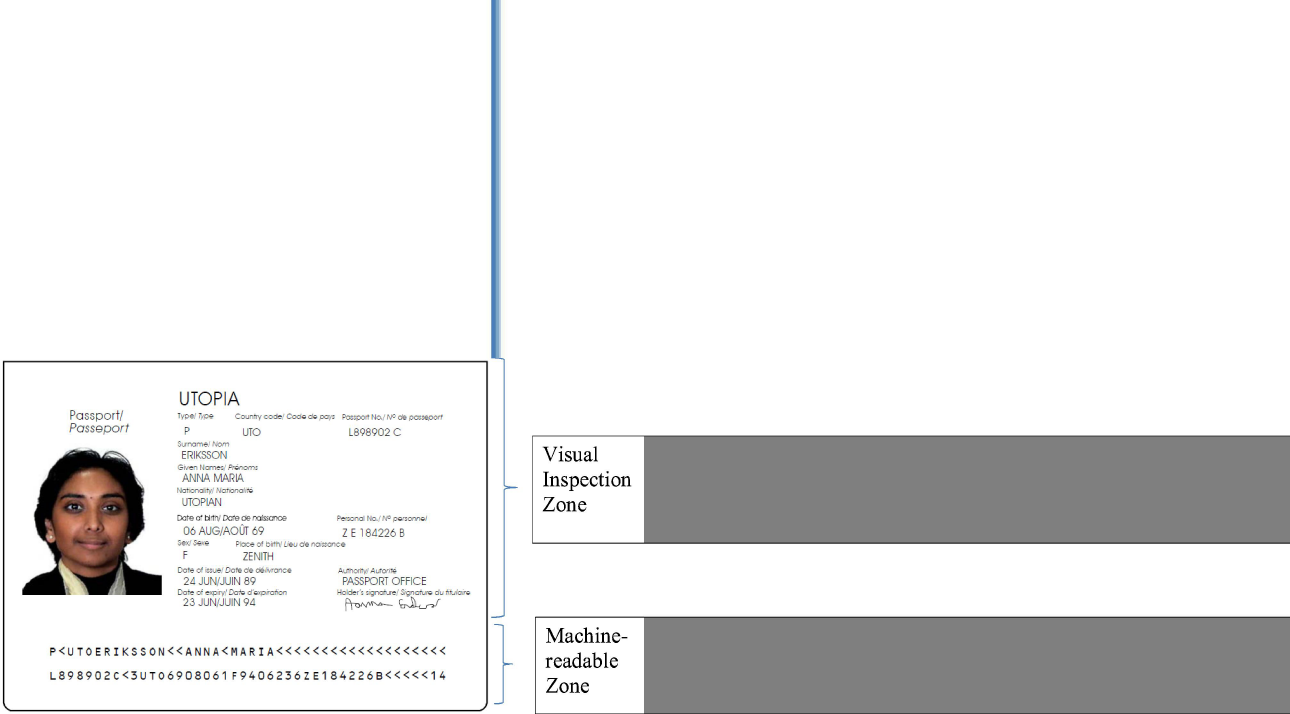 UTOPIA
Passport/
Passeport
Type/ Type Country code/ Code de pays Passport No./ Nº de passeport
P UTO L898902 C
Surname/ Nom
ERIKSSON
Given Names/ Prénoms
ANNA MARIA
Nationality/ Nationalité
UTOPIAN
Date of birth/ Date de naissance Personal No./ Nº personnel
06 AUG/AOÛT 69 Z E 184226 B
Sex/ Sexe Place of birth/ Lieu de naissance
F ZENITH
Date of issue/ Date de délivrance Authority/ Autorité
24 JUN/JUIN 89 PASSPORT OFFICE
Date of expiry/ Date d'expiration Holder's signature/ Signature du titulaire
23 JUN/JUIN 94
P<UTOERIKSSON<<ANNA<MARIA<<<<<<<<<<<<<<<<<<<
L898902C<3UTO6908061F9406236ZE184226B<<<<<14
Visual
Inspection
Zone
Machine-
readable
Zone